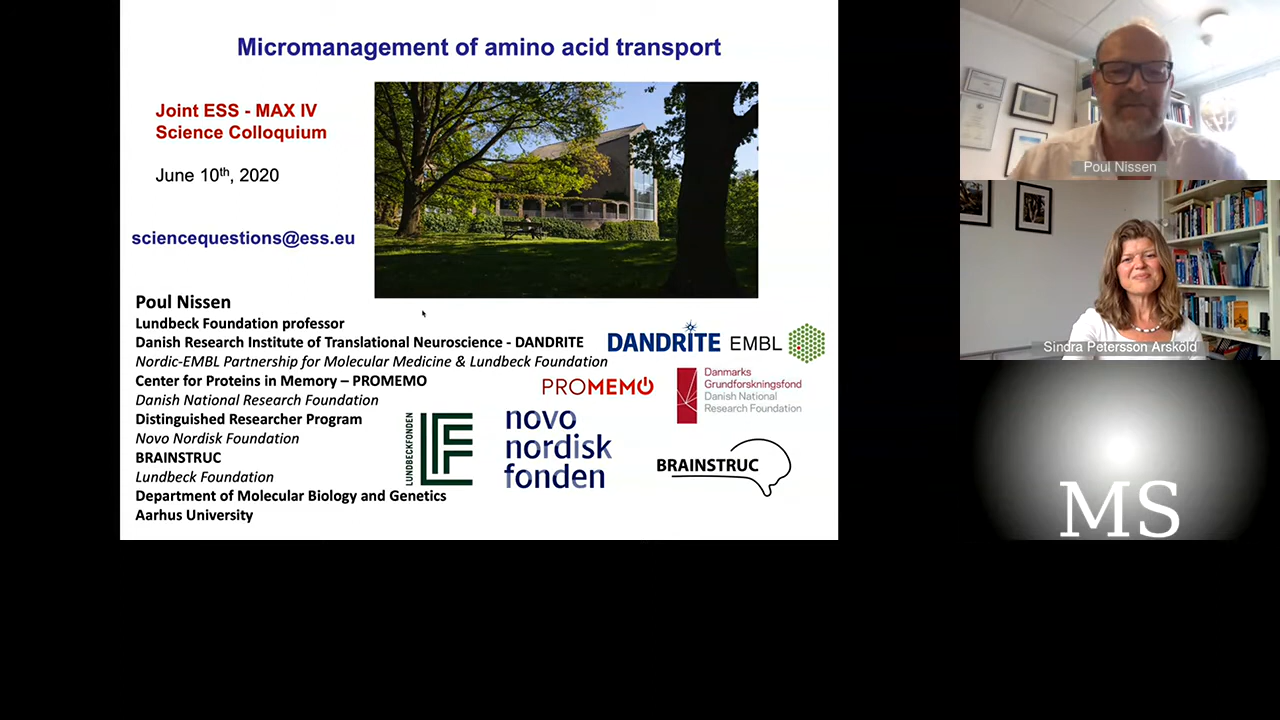 Micromanagement of amino acid transport
Joint ESS - MAX IV
Science Colloquium
June 10th, 2020
sciencequestions@ess.eu
Poul Nissen
Lundbeck Foundation professor
Danish Research Institute of Translational Neuroscience - DANDRITE
Nordic-EMBL Partnership for Molecular Medicine & Lundbeck Foundation
Center for Proteins in Memory – PROMEMO
Danish National Research Foundation
Distinguished Researcher Program
Novo Nordisk Foundation
BRAINSTRUC
Lundbeck Foundation
Department of Molecular Biology and Genetics
Aarhus University
DANDRITE
EMBL
PROMEMO
Danmarks
Grundforskningsfond
Danish National
Research Foundation
LUNDBECKFONDEN
LFF
novo
nordisk
fonden
BRAINSTRUC
Poul Nissen
Sindra Petersson Årsköld
MS